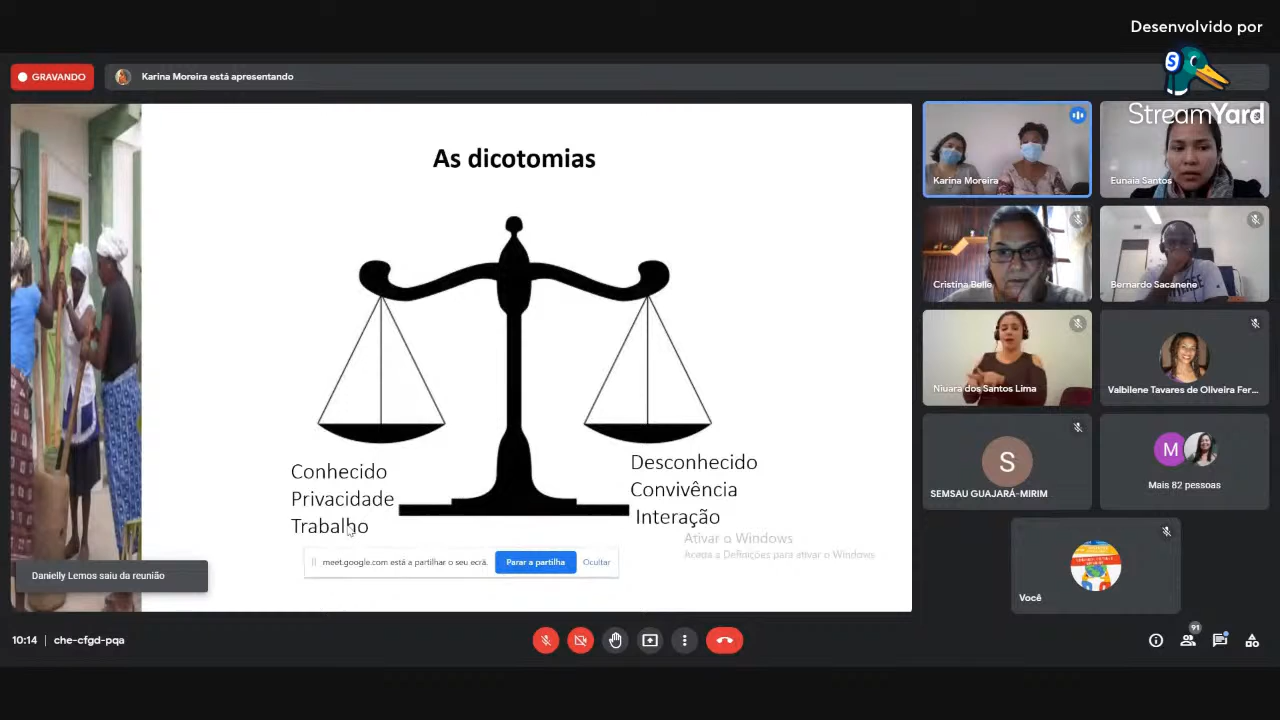 Desenvolvido por
StreamYard
GRAVANDO
Karina Moreira está apresentando
As dicotomias
Conhecido
Privacidade
Trabalho
Desconhecido
Convivência
Interação
Ativar o Windows
Aceda a Definições para ativar o Windows
meet.google.com está a partilhar o seu ecrã.
Parar a partilha
Ocultar
Danielly Lemos saiu da reunião
Karina Moreira
Eunaia Santos
Cristina Belle
Bernardo Sacanene
Niuara dos Santos Lima
Valbilene Tavares de Oliveira Fer...
S
SEMSAU GUAJARÁ-MIRIM
M
Mais 82 pessoas
Você
10:14 | che-cfgd-pqa
91